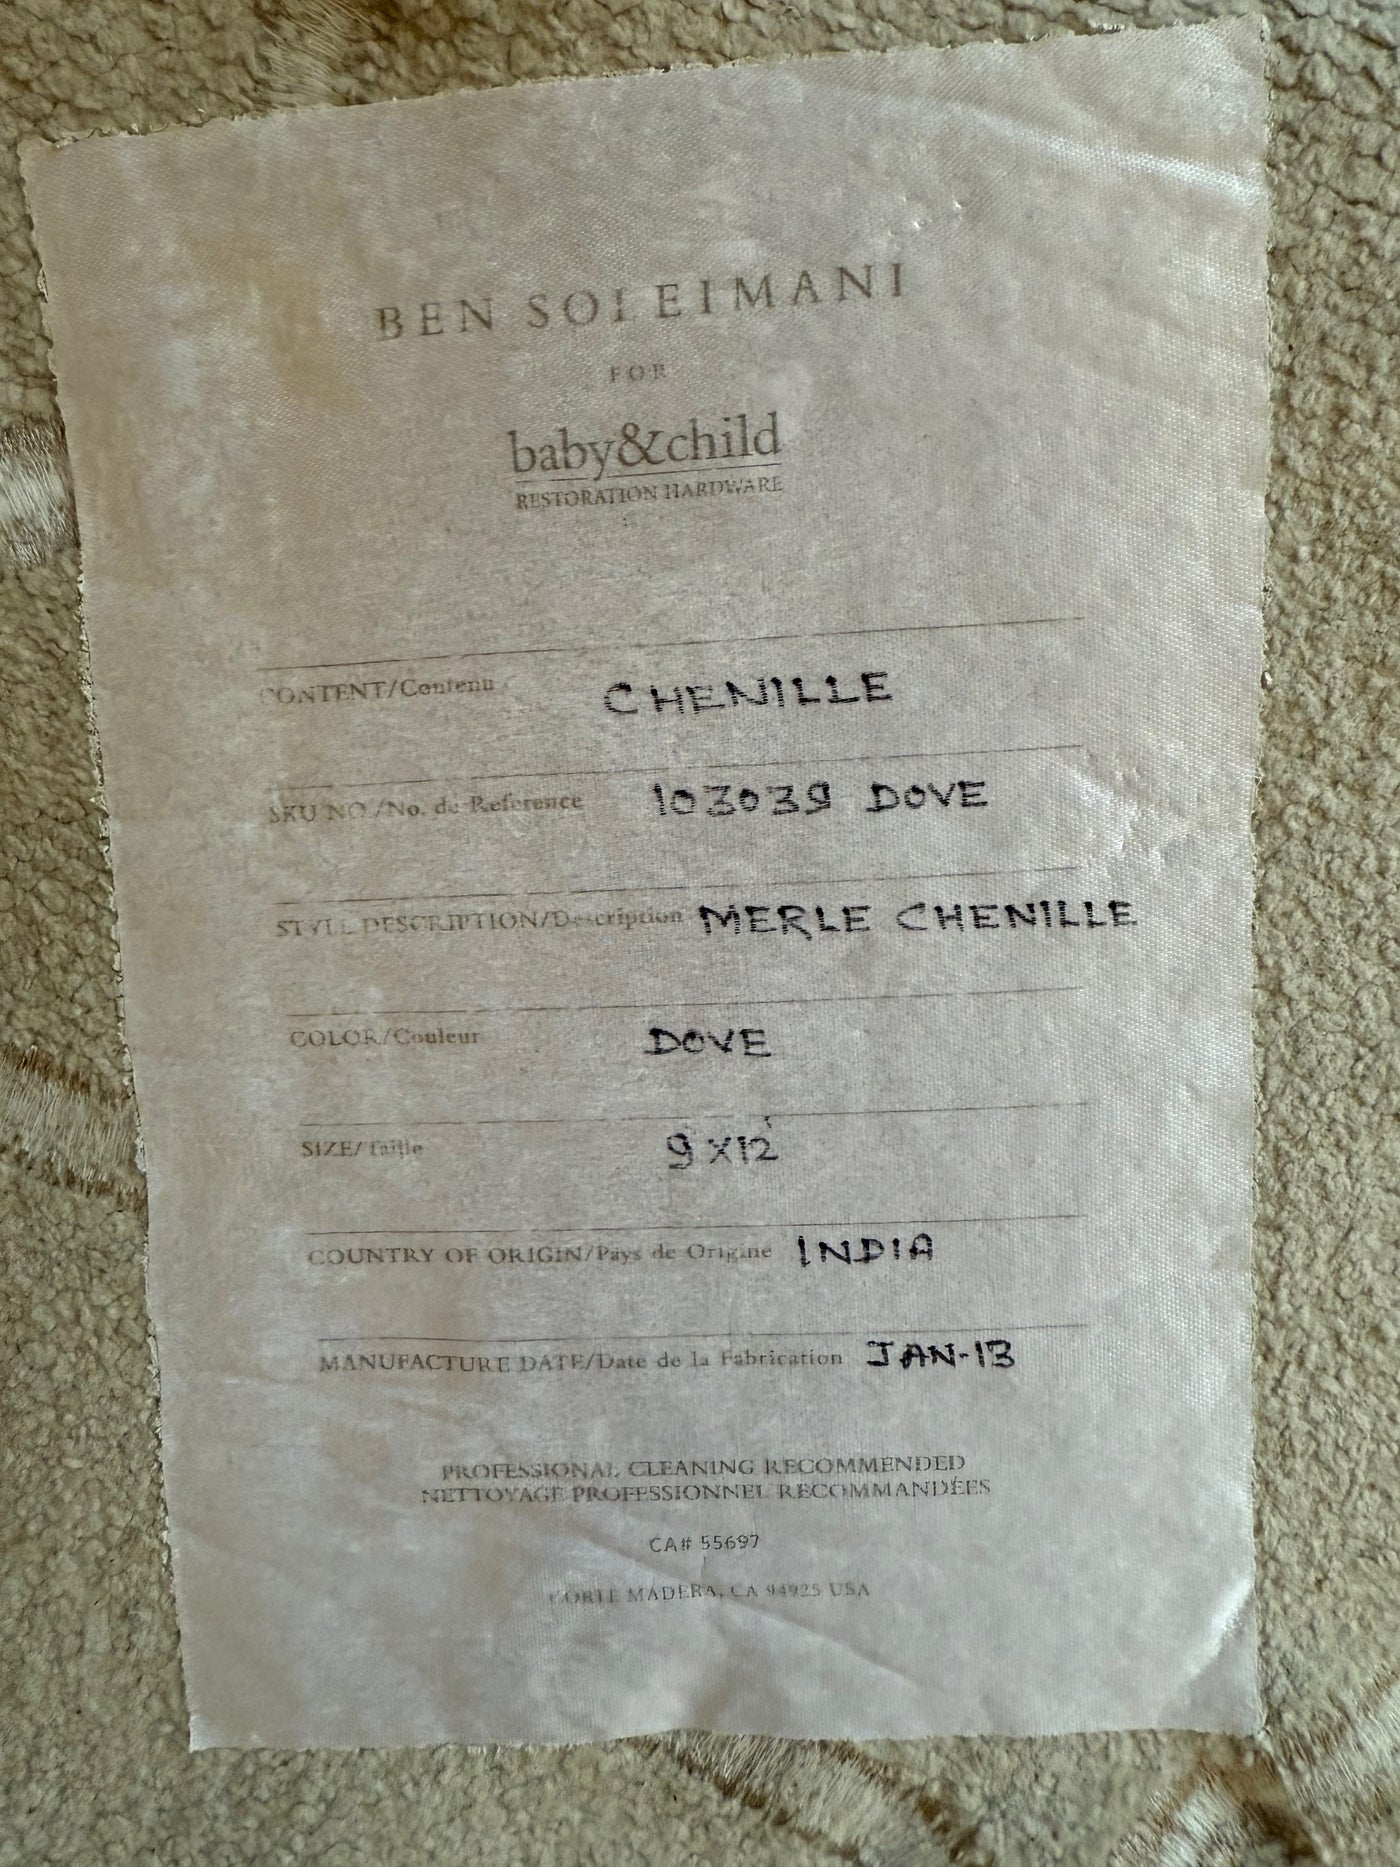 BEN SOLEIMANI
FOR
baby&child
RESTORATION HARDWARE
CONTENT/Contenu CHENILLE
SKU NO./No. de Reference 103039 DOVE
STYLE DESCRIPTION/Description MERLE CHENILLE
COLOR/Couleur DOVE
SIZE/Taille 9 X12'
COUNTRY OF ORIGIN/Pays de Origine INDIA
MANUFACTURE DATE/Date de la Fabrication JAN-13
PROFESSIONAL CLEANING RECOMMENDED
NETTOYAGE PROFESSIONNEL RECOMMANDÉES
CA# 55697
CORTE MADERA, CA 94925 USA